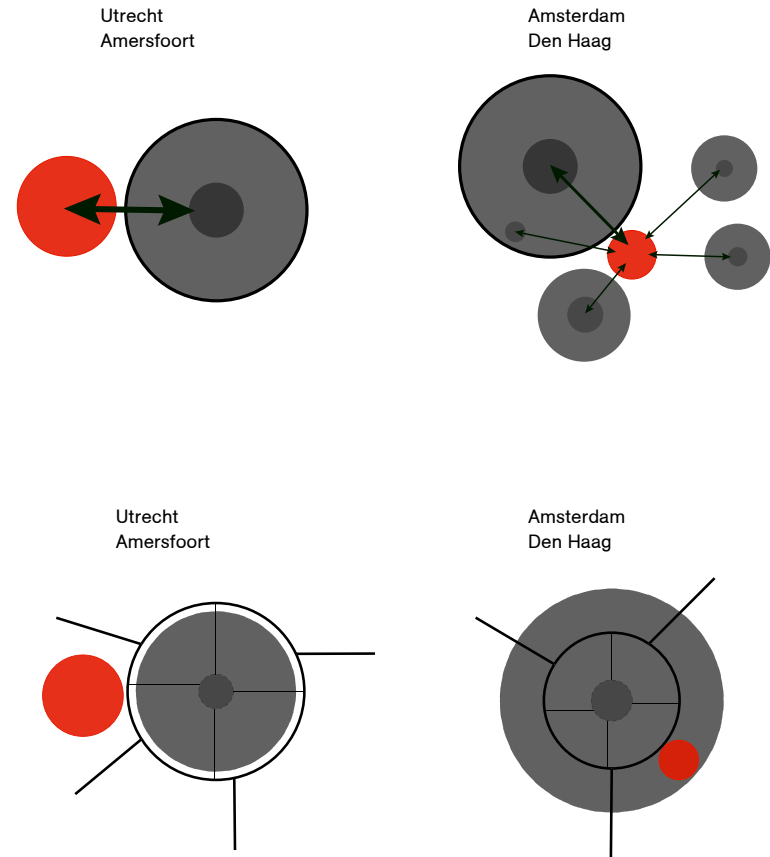 Utrecht
Amersfoort
Amsterdam
Den Haag
Utrecht
Amersfoort
Amsterdam
Den Haag